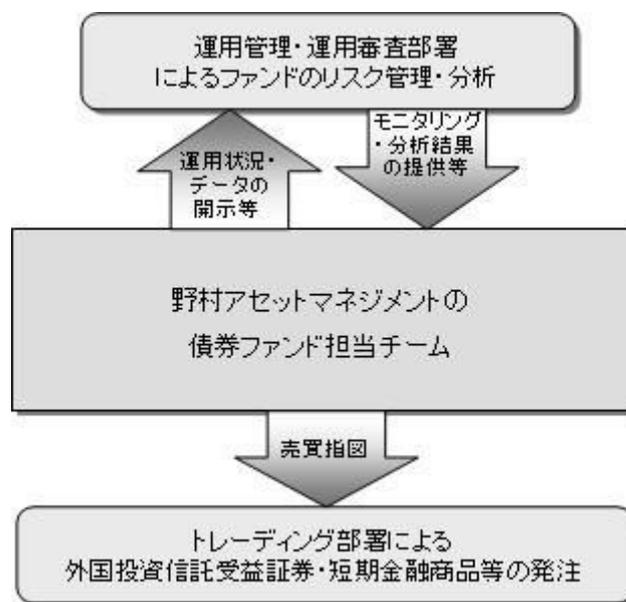 運用管理・運用審査部署
によるファンドのリスク管理・分析
運用状況・
データの
開示等
モニタリング
・分析結果
の提供等
野村アセットマネジメントの
債券ファンド担当チーム
売買指図
トレーディング部署による
外国投資信託受益証券・短期金融商品等の発注